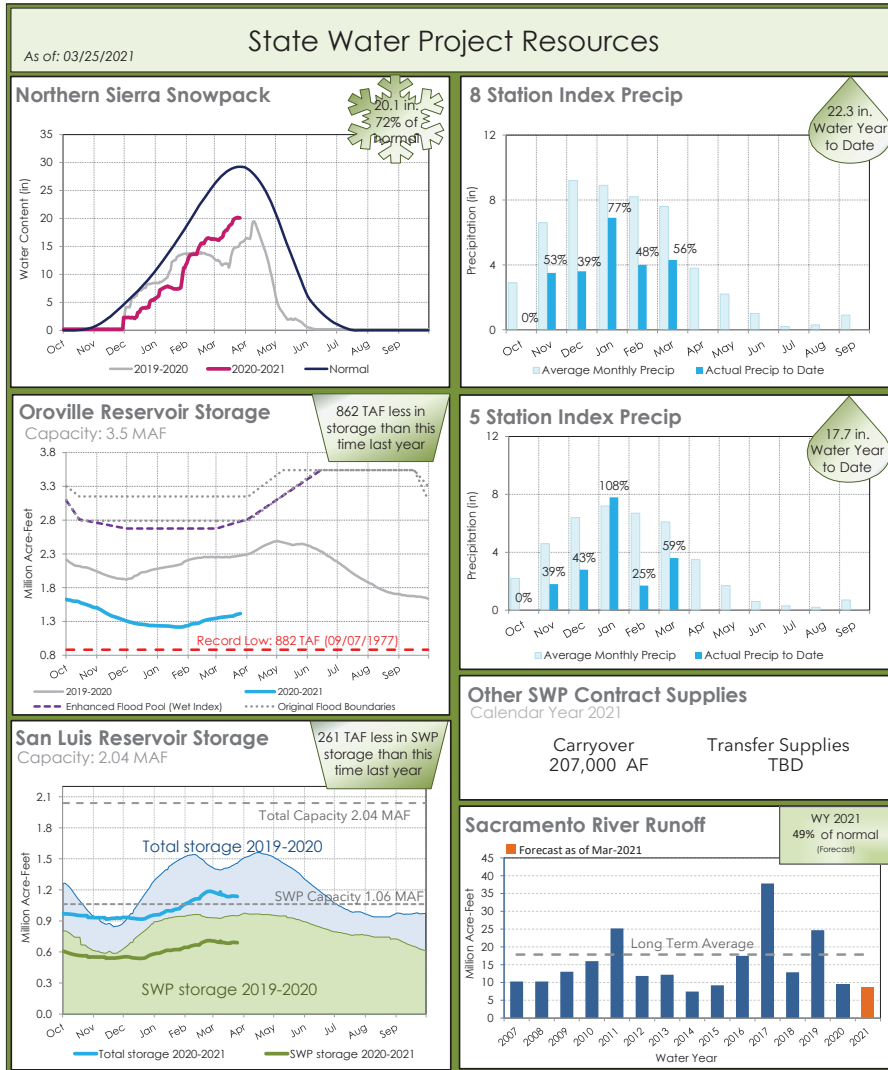 State Water Project Resources
As of: 03/25/2021
Northern Sierra Snowpack
20.1 in.
72% of
normal
35
30
25
20
15
10
5
0
Water Content (in)
Oct Nov Dec Jan Feb Mar Apr May Jun Jul Aug Sep
2019-2020 2020-2021 Normal
8 Station Index Precip
22.3 in.
Water Year
to Date
12
8
4
0
Precipitation (in)
0% 53% 39% 77% 48% 56%
Oct Nov Dec Jan Feb Mar Apr May Jun Jul Aug Sep
Average Monthly Precip Actual Precip to Date
Oroville Reservoir Storage
Capacity: 3.5 MAF
862 TAF less in
storage than this
time last year
3.8
3.3
2.8
2.3
1.8
1.3
0.8
Million Acre-Feet
Record Low: 882 TAF (09/07/1977)
Oct Nov Dec Jan Feb Mar Apr May Jun Jul Aug Sep
2019-2020 2020-2021
Enhanced Flood Pool (Wet Index) Original Flood Boundaries
5 Station Index Precip
17.7 in.
Water Year
to Date
12
8
4
0
Precipitation (in)
0% 39% 43% 108% 25% 59%
Oct Nov Dec Jan Feb Mar Apr May Jun Jul Aug Sep
Average Monthly Precip Actual Precip to Date
Other SWP Contract Supplies
Calendar Year 2021
Carryover Transfer Supplies
207,000 AF TBD
San Luis Reservoir Storage
Capacity: 2.04 MAF
261 TAF less in SWP
storage than this
time last year
2.1
1.8
1.5
1.2
0.9
0.6
0.3
0.0
Million Acre-Feet
Total Capacity 2.04 MAF
Total storage 2019-2020
SWP Capacity 1.06 MAF
SWP storage 2019-2020
Oct Nov Dec Jan Feb Mar Apr May Jun Jul Aug Sep
Total storage 2020-2021 SWP storage 2020-2021
Sacramento River Runoff
WY 2021
49% of normal
(Forecast)
Forecast as of Mar-2021
45
40
35
30
25
20
15
10
5
0
Million Acre-Feet
Long Term Average
2007 2008 2009 2010 2011 2012 2013 2014 2015 2016 2017 2018 2019 2020 2021
Water Year